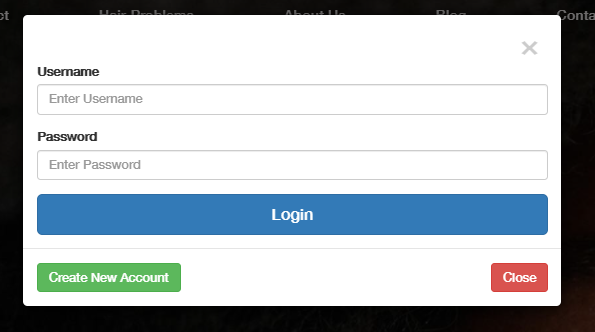 Hair Problems About Us Blog
×
Username
Enter Username
Password
Enter Password
Login
Create New Account Close